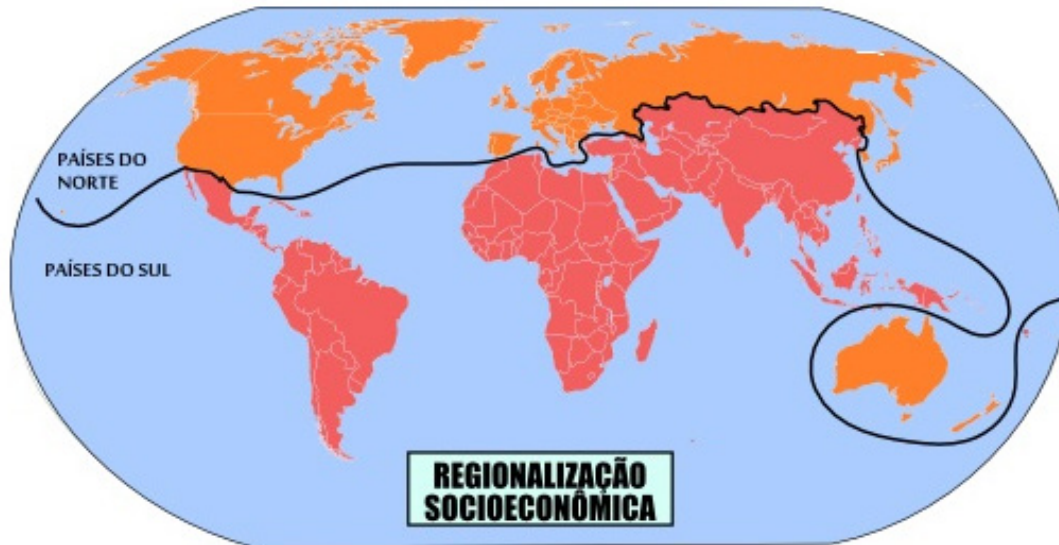 PAÍSES DO
NORTE
PAÍSES DO SUL
REGIONALIZAÇÃO
SOCIOECONÔMICA